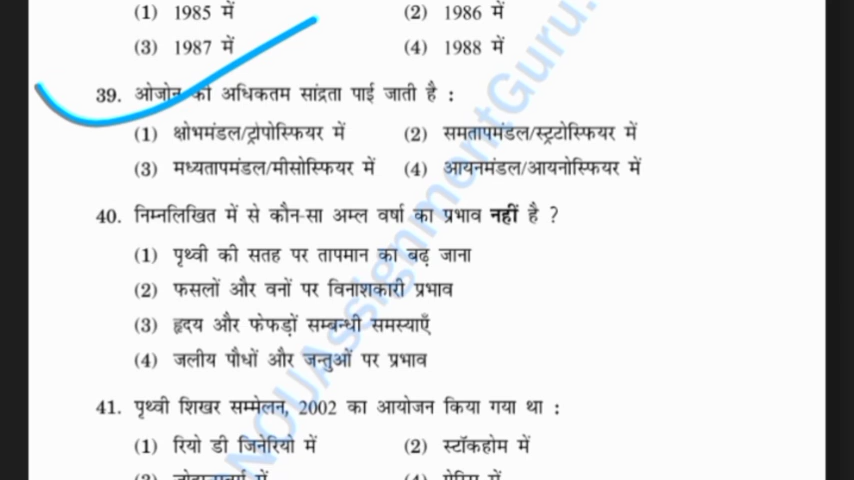 (1) 1985 में (2) 1986 में
(3) 1987 में (4) 1988 में
39. ओजोन की अधिकतम सांद्रता पाई जाती है :
(1) क्षोभमंडल/ट्रोपोस्फियर में (2) समतापमंडल/स्ट्रटोस्फियर में
(3) मध्यतापमंडल/मीसोस्फियर में (4) आयनमंडल/आयनोस्फियर में
40. निम्नलिखित में से कौन-सा अम्ल वर्षा का प्रभाव नहीं है ?
(1) पृथ्वी की सतह पर तापमान का बढ़ जाना
(2) फसलों और वनों पर विनाशकारी प्रभाव
(3) हृदय और फेफड़ों सम्बन्धी समस्याएँ
(4) जलीय पौधों और जन्तुओं पर प्रभाव
41. पृथ्वी शिखर सम्मेलन, 2002 का आयोजन किया गया था :
(1) रियो डी जिनेरियो में (2) स्टॉकहोम में
NOUAssignmentGuru.